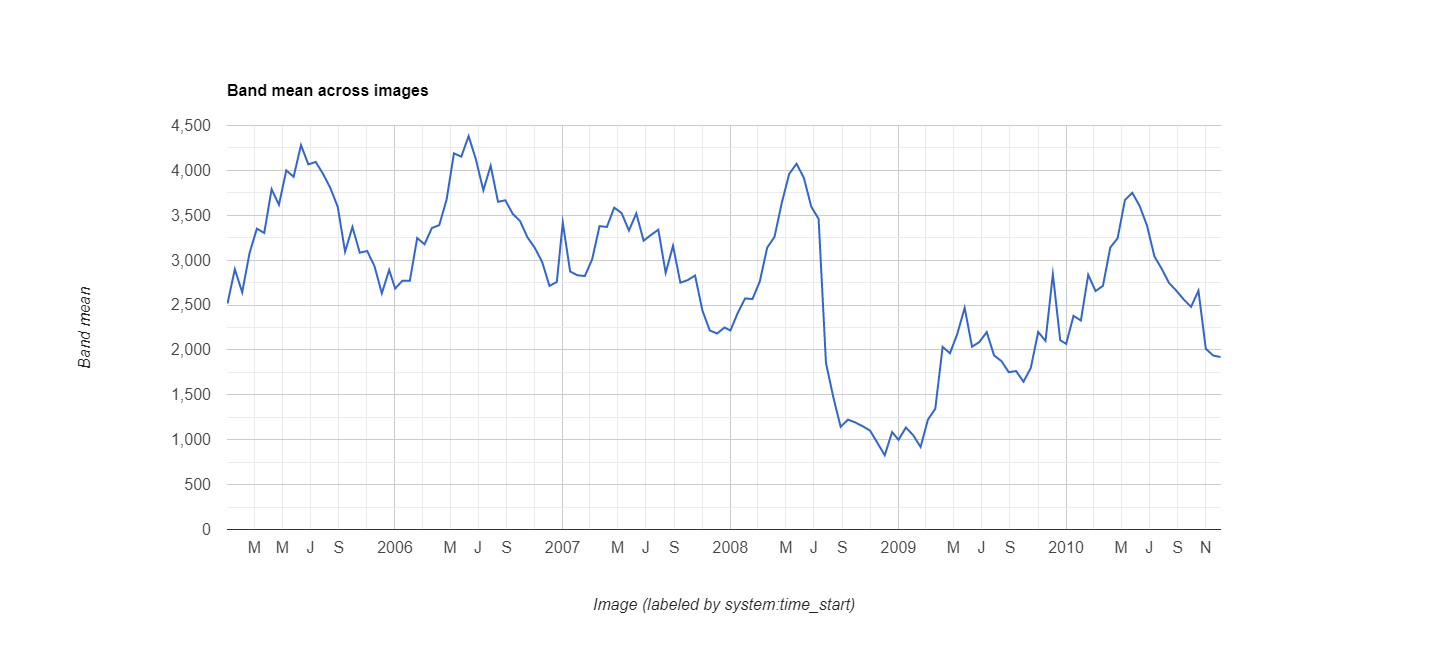 Band mean across images
4,500
4,000
3,500
3,000
2,500
2,000
1,500
1,000
500
0
Band mean
M M J S 2006 M J S 2007 M J S 2008 M J S 2009 M J S 2010 M J S N
Image (labeled by system:time_start)